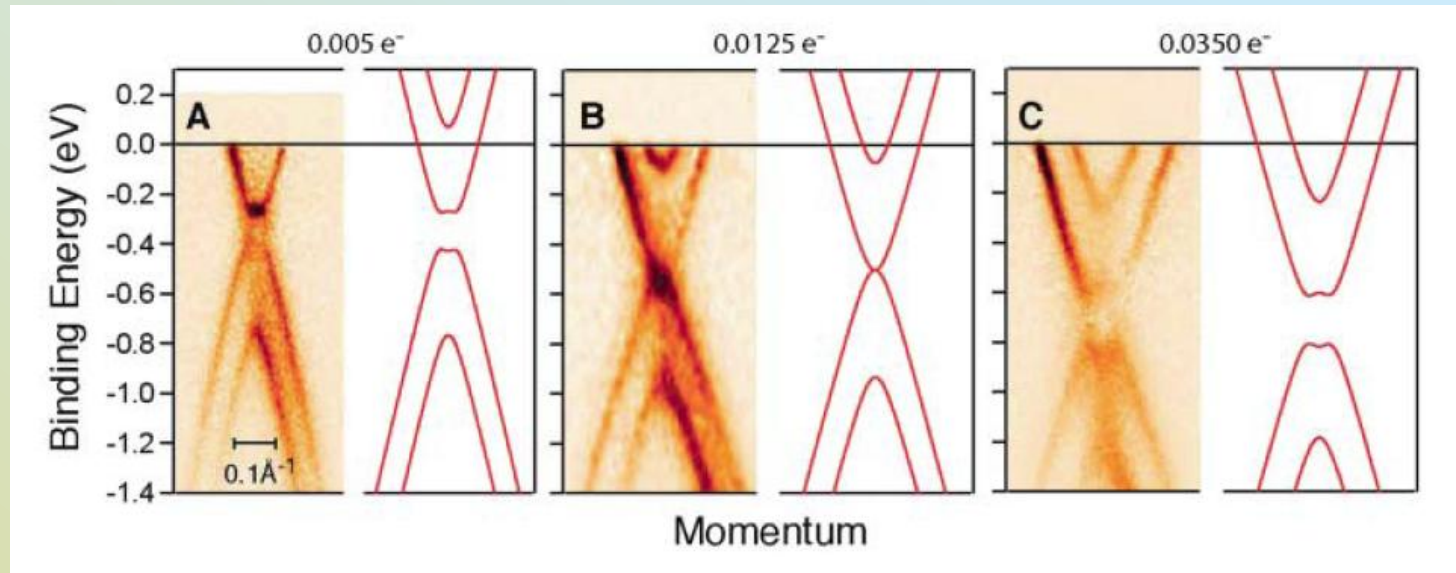 0.005 e⁻
0.0125 e⁻
0.0350 e⁻
A
B
C
Binding Energy (eV)
0.2
0.0
-0.2
-0.4
-0.6
-0.8
-1.0
-1.2
-1.4
0.1Å⁻¹
Momentum